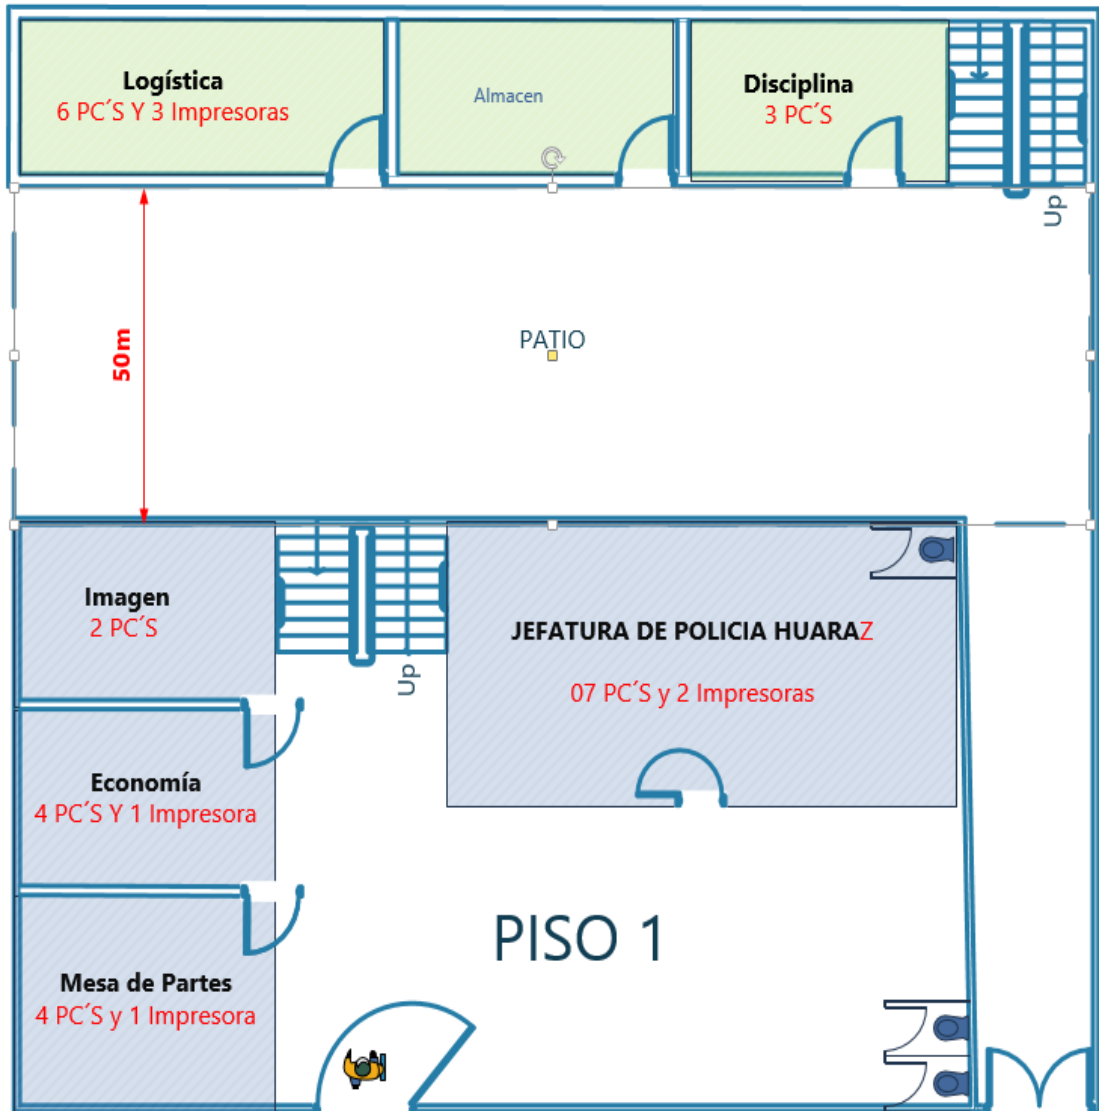 Logística
6 PC´S Y 3 Impresoras
Almacen
Disciplina
3 PC´S
Up
50m
PATIO
Imagen
2 PC´S
Up
JEFATURA DE POLICIA HUARAZ
07 PC´S y 2 Impresoras
Economía
4 PC´S Y 1 Impresora
PISO 1
Mesa de Partes
4 PC´S y 1 Impresora